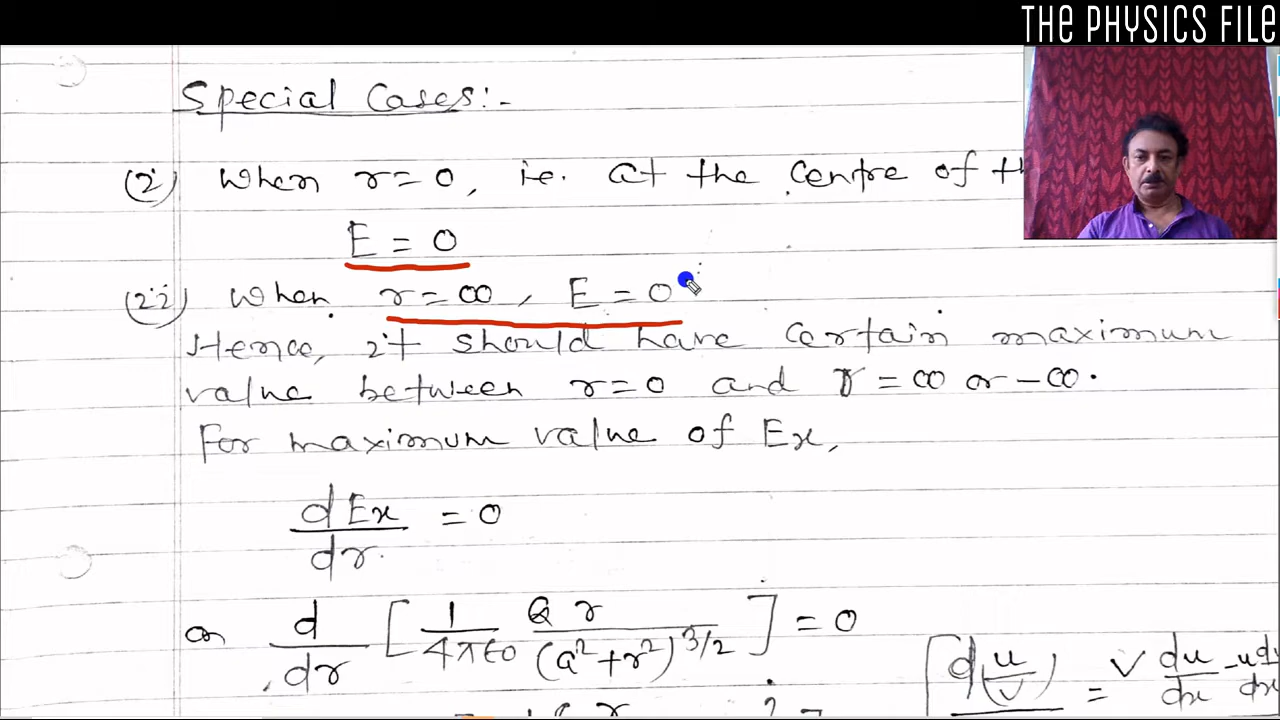 THE PHYSICS FILE
Special Cases:-
(i) When r=0, i.e. at the centre of
E = 0
(ii) When r=∞, E=0
Hence, it should have certain maximum
value between r=0 and r=∞ or -∞.
For maximum value of Ex,
dEx/dr = 0
or d/dr [ 1/4πϵ0 Q r/(a²+r²)^3/2 ] = 0
d(u/v) = v du/dx - u